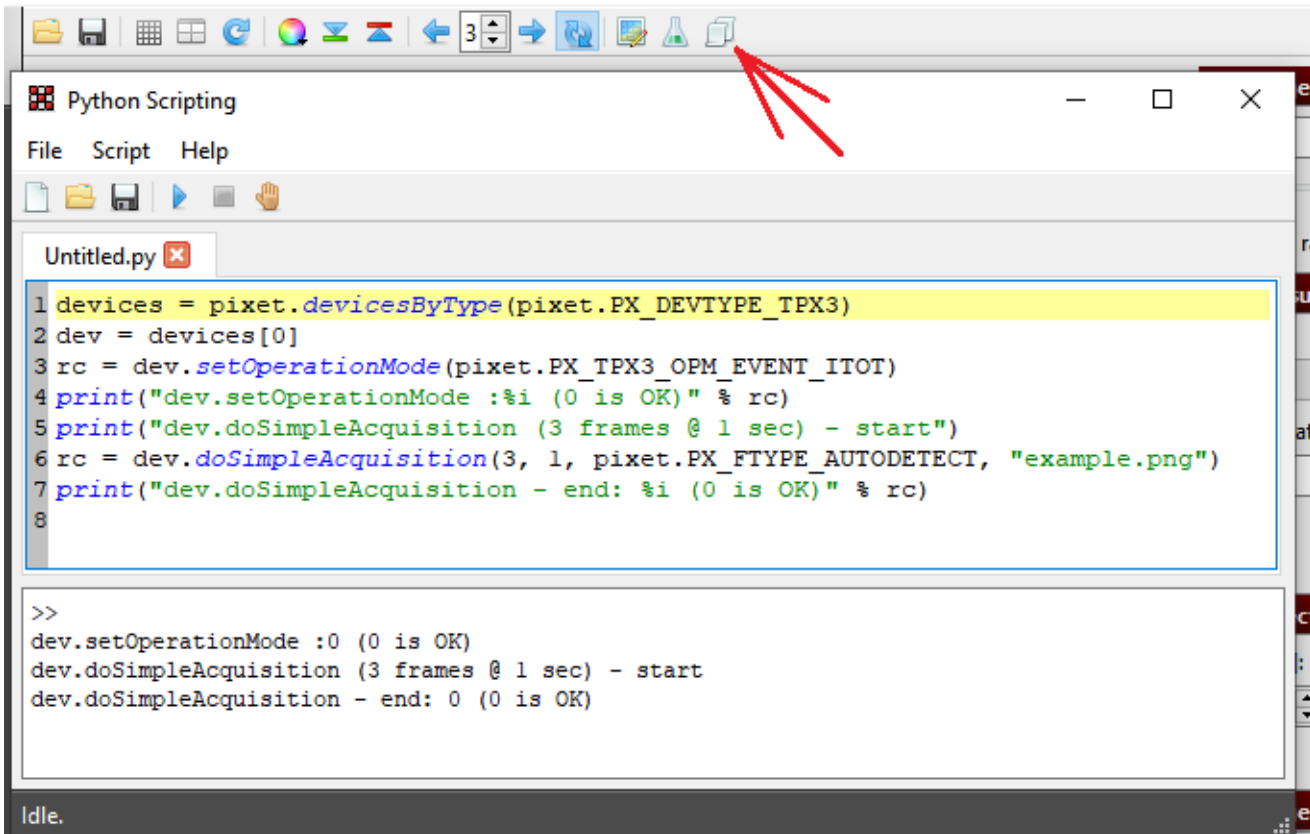 3
Python Scripting
File Script Help
Untitled.py
1 devices = pixet.devicesByType(pixet.PX_DEVTYPE_TPX3)
2 dev = devices[0]
3 rc = dev.setOperationMode(pixet.PX_TPX3_OPM_EVENT_ITOT)
4 print("dev.setOperationMode :%i (0 is OK)" % rc)
5 print("dev.doSimpleAcquisition (3 frames @ 1 sec) - start")
6 rc = dev.doSimpleAcquisition(3, 1, pixet.PX_FTYPE_AUTODETECT, "example.png")
7 print("dev.doSimpleAcquisition - end: %i (0 is OK)" % rc)
8
>>
dev.setOperationMode :0 (0 is OK)
dev.doSimpleAcquisition (3 frames @ 1 sec) - start
dev.doSimpleAcquisition - end: 0 (0 is OK)
Idle.